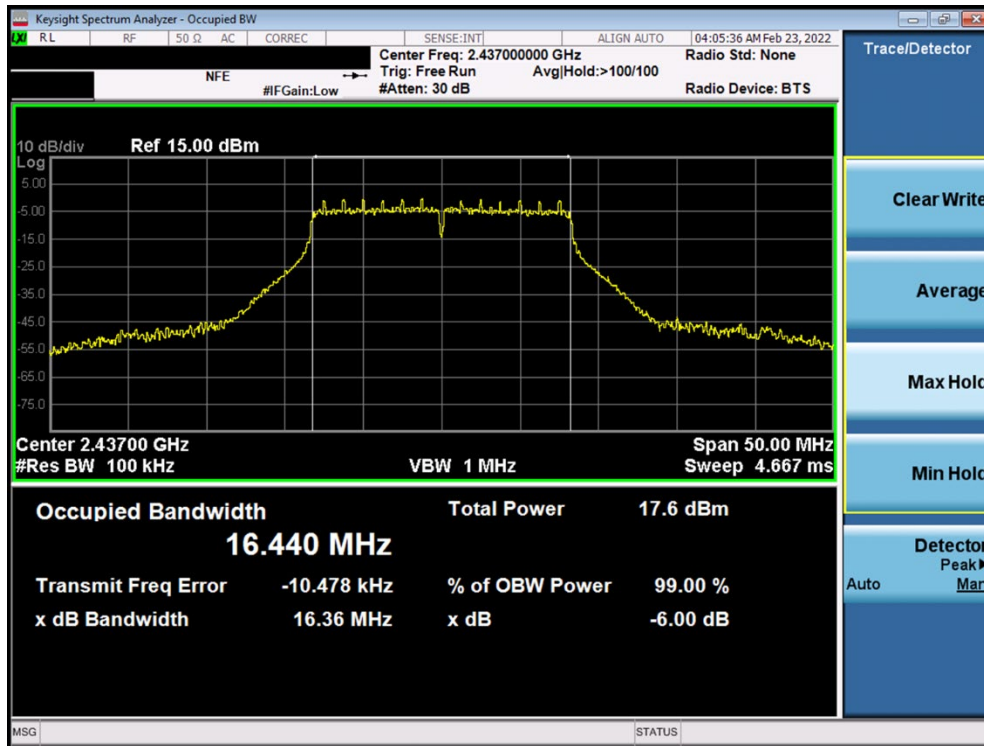 Keysight Spectrum Analyzer - Occupied BW
LXI RL RF 50 Ω AC CORREC SENSE:INT ALIGN AUTO 04:05:36 AM Feb 23, 2022
Center Freq: 2.437000000 GHz Radio Std: None
NFE Trig: Free Run Avg|Hold:>100/100
#IFGain:Low #Atten: 30 dB Radio Device: BTS
10 dB/div Ref 15.00 dBm
Log
5.00
-5.00
-15.0
-25.0
-35.0
-45.0
-55.0
-65.0
-75.0
Center 2.43700 GHz Span 50.00 MHz
#Res BW 100 kHz VBW 1 MHz Sweep 4.667 ms
Occupied Bandwidth Total Power 17.6 dBm
16.440 MHz
Transmit Freq Error -10.478 kHz % of OBW Power 99.00 %
x dB Bandwidth 16.36 MHz x dB -6.00 dB
MSG STATUS
Trace/Detector
Clear Write
Average
Max Hold
Min Hold
Detector
Peak
Auto Man